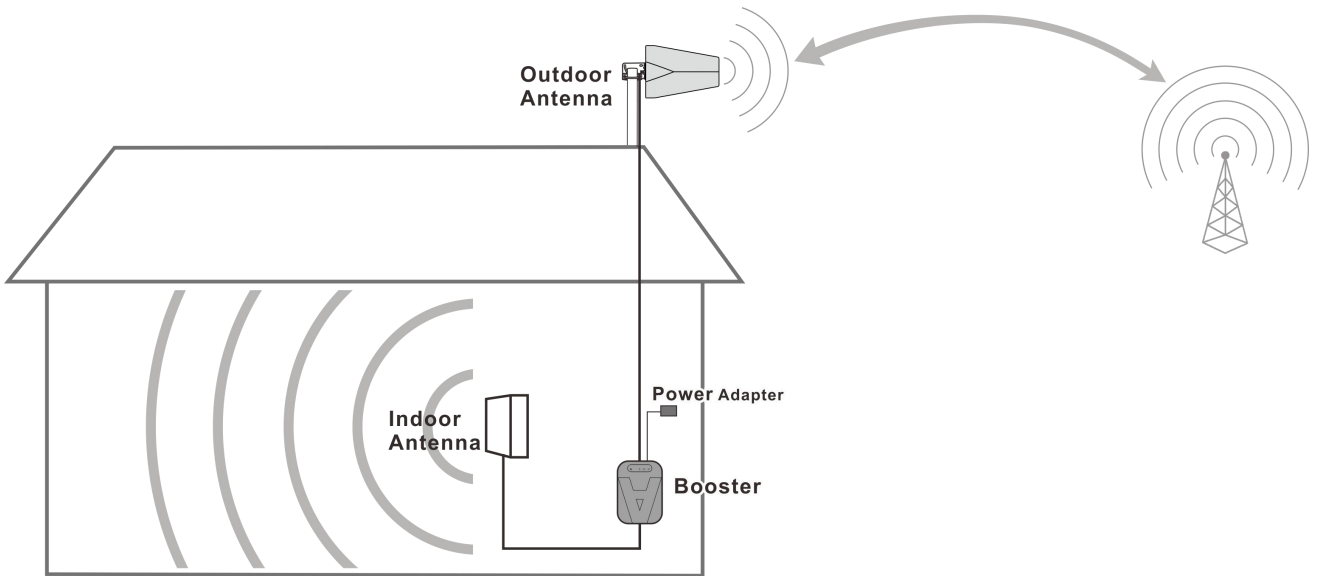 Outdoor
Antenna
Power Adapter
Indoor
Antenna
Booster